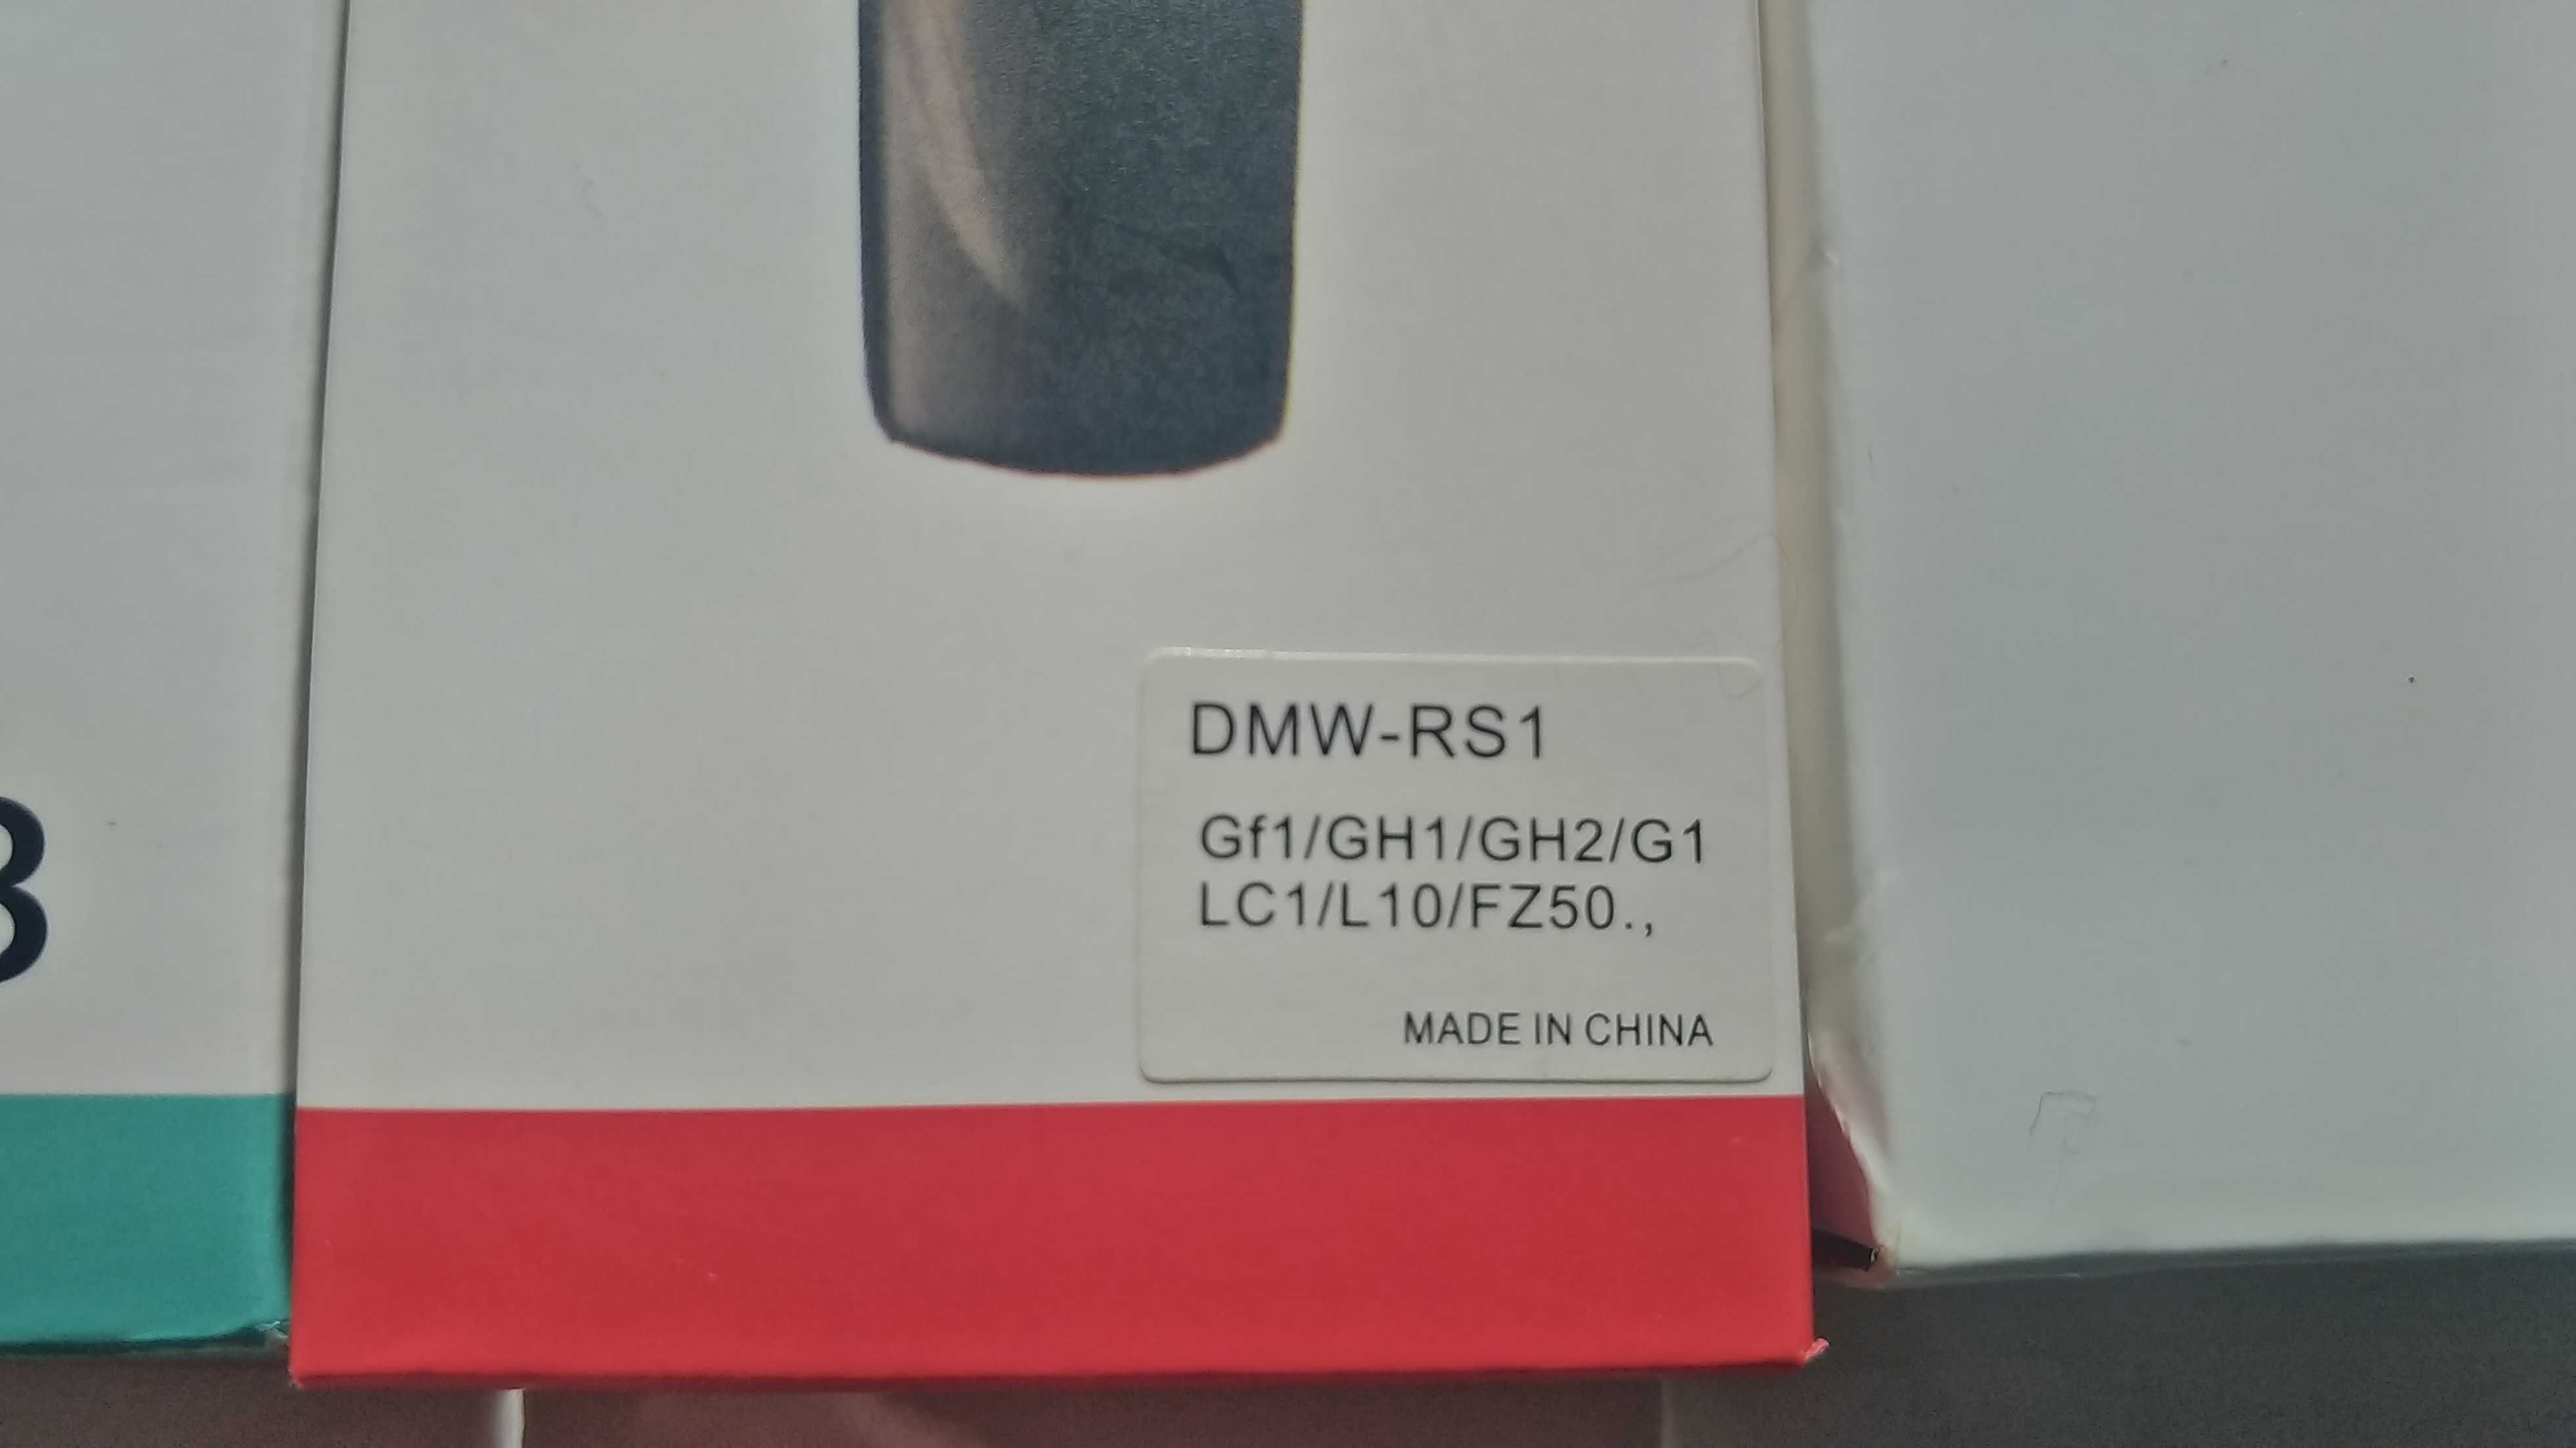 DMW-RS1
Gf1/GH1/GH2/G1
LC1/L10/FZ50.,
MADE IN CHINA